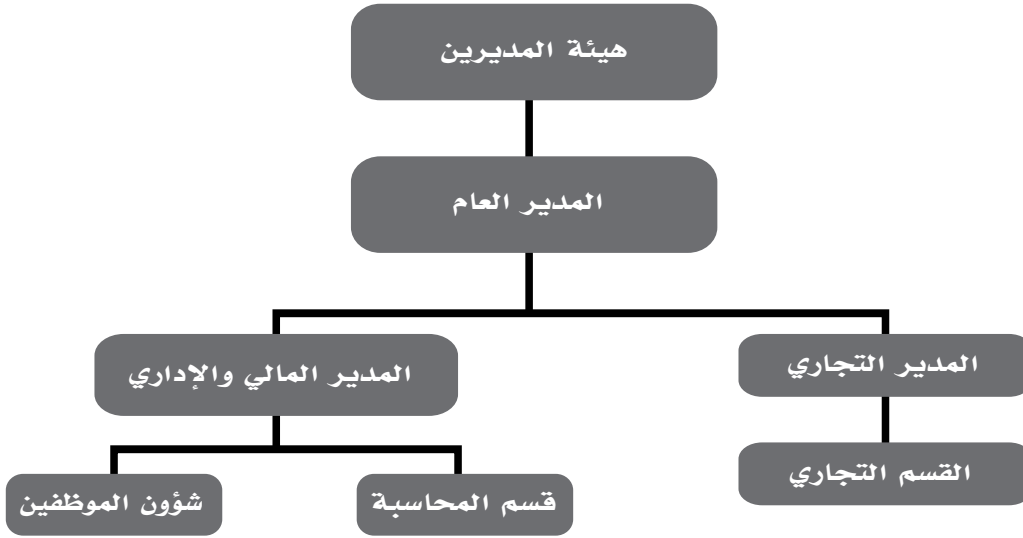 هيئة المديرين
المدير العام
المدير التجاري
المدير المالي والإداري
القسم التجاري
قسم المحاسبة
شؤون الموظفين